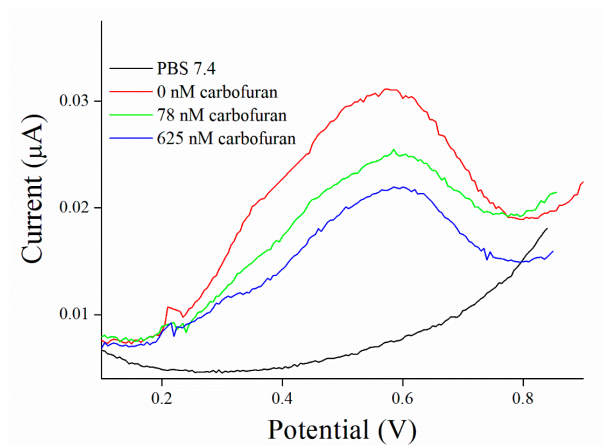 PBS 7.4
0 nM carbofuran
78 nM carbofuran
625 nM carbofuran
0.03
0.02
0.01
Current (μA)
0.2 0.4 0.6 0.8
Potential (V)